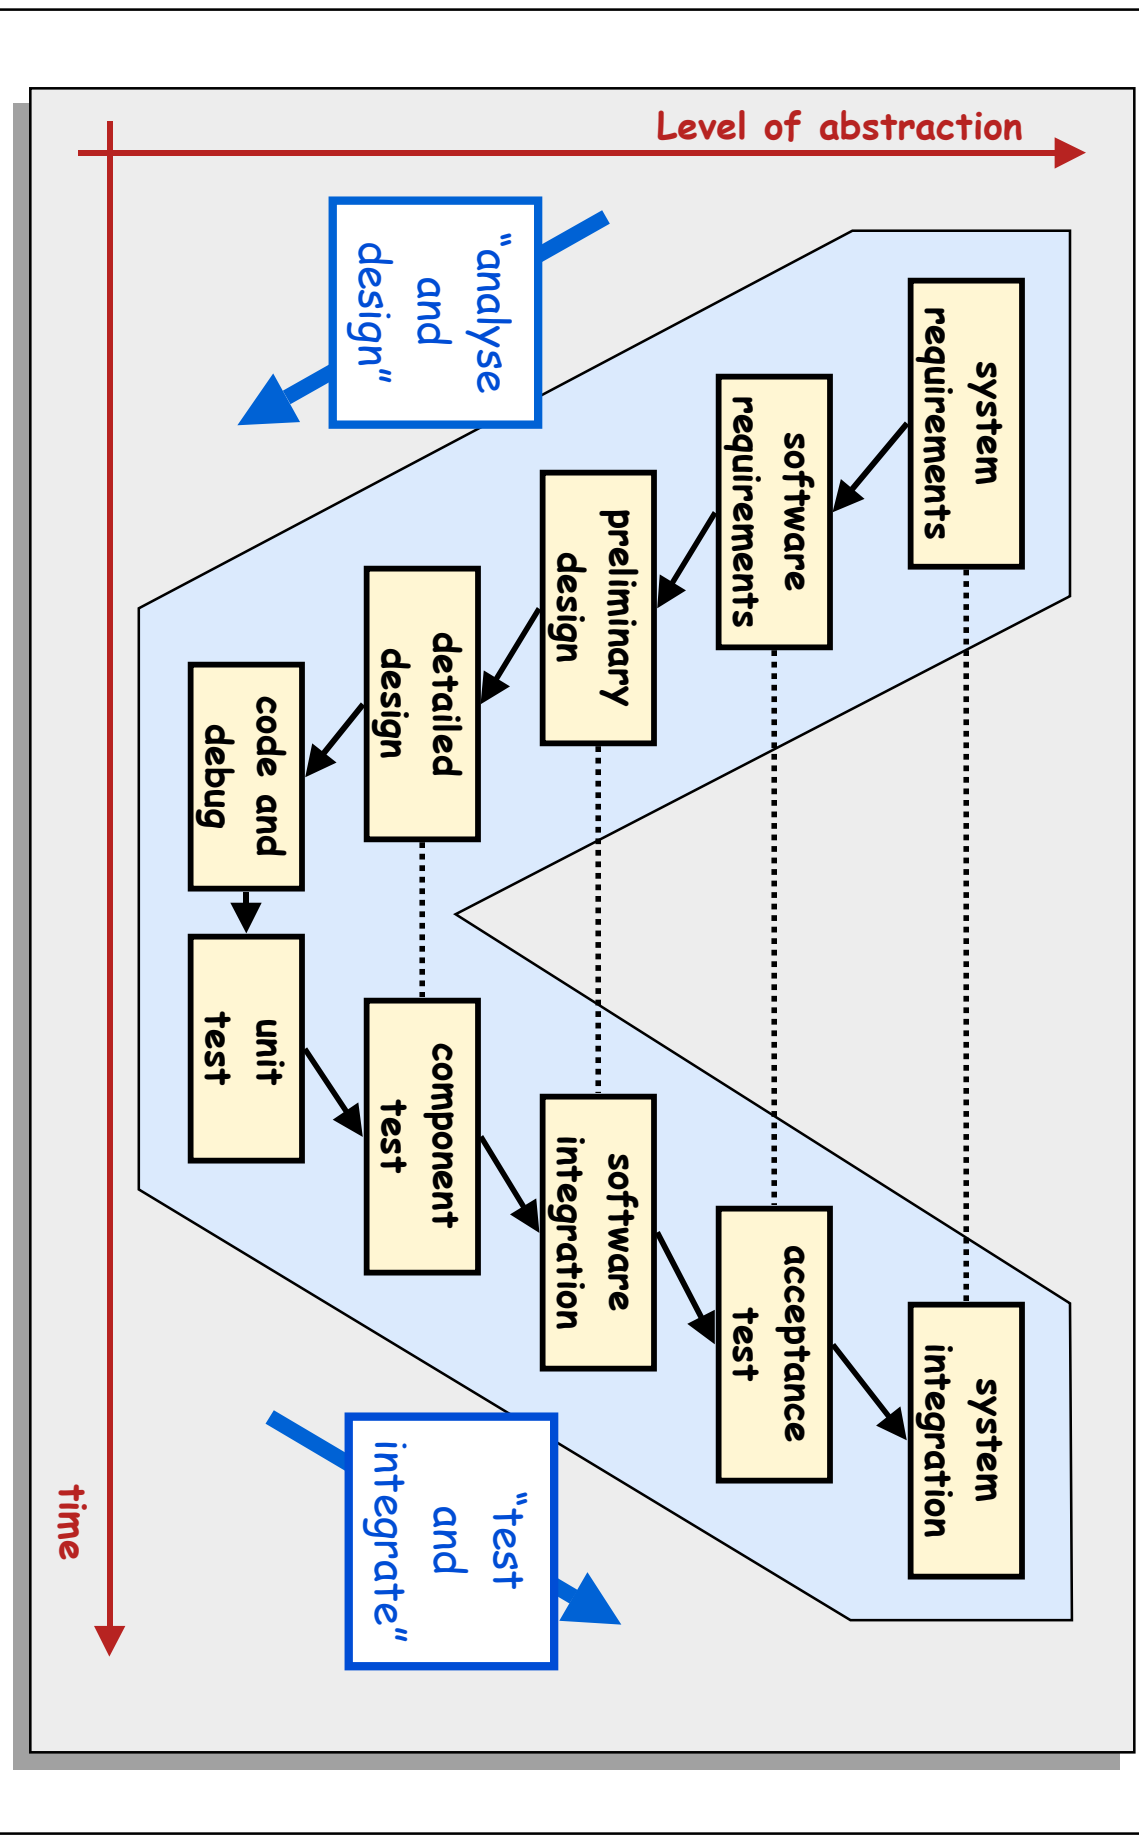 Level of abstraction
system
requirements
software
requirements
preliminary
design
detailed
design
code and
debug
unit
test
component
test
software
integration
acceptance
test
system
integration
“analyse
and
design”
“test
and
integrate”
time